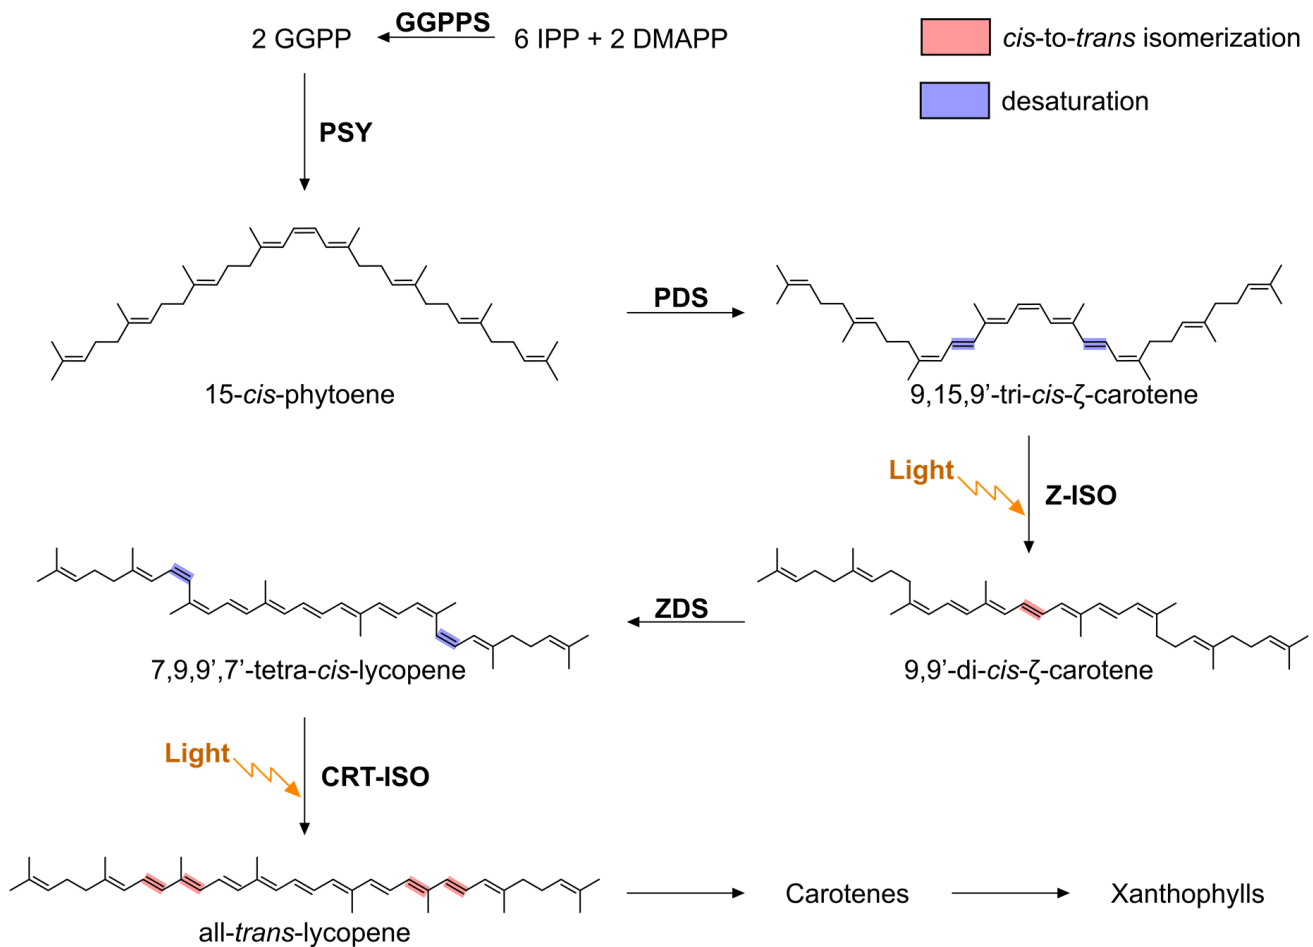 2 GGPP
GGPPS
6 IPP + 2 DMAPP
cis-to-trans isomerization
desaturation
PSY
15-cis-phytoene
PDS
9,15,9’-tri-cis-ζ-carotene
Light
Z-ISO
7,9,9’,7’-tetra-cis-lycopene
ZDS
9,9’-di-cis-ζ-carotene
Light
CRT-ISO
all-trans-lycopene
Carotenes
Xanthophylls